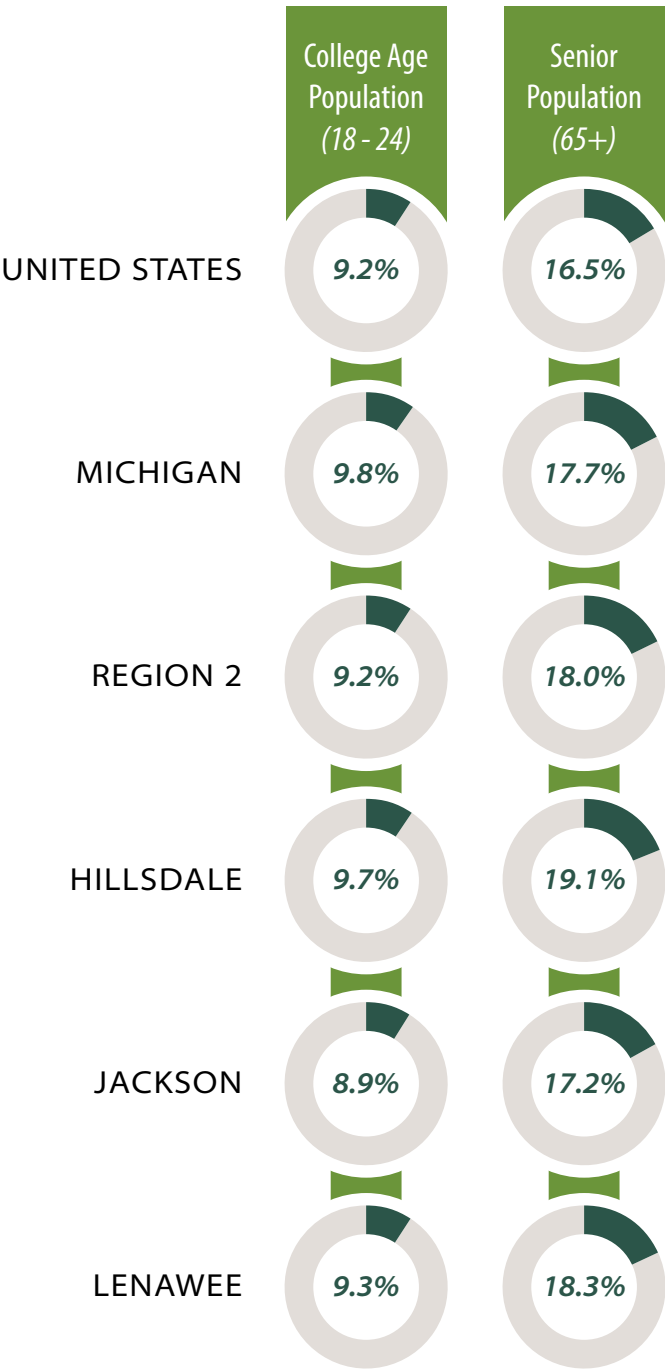 College Age
Population
(18 - 24)
Senior
Population
(65+)
UNITED STATES
9.2%
16.5%
MICHIGAN
9.8%
17.7%
REGION 2
9.2%
18.0%
HILLSDALE
9.7%
19.1%
JACKSON
8.9%
17.2%
LENAWEE
9.3%
18.3%